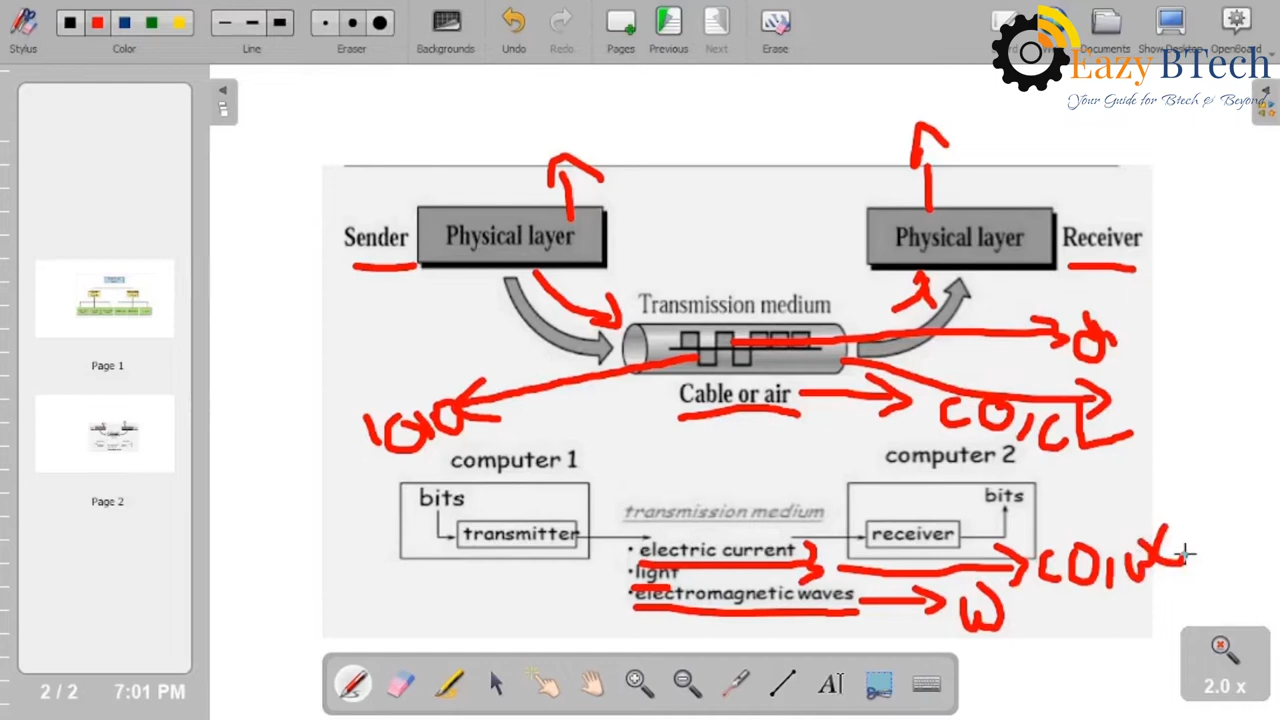 Stylus
Color
Line
Eraser
Backgrounds
Undo
Redo
Pages
Previous
Next
Erase
Documents
Show Desktop
OpenBoard
Eazy BTech
Your Guide for Btech & Beyond
Page 1
Page 2
2 / 2 7:01 PM
Sender
Physical layer
Physical layer
Receiver
Transmission medium
Cable or air
1010
computer 1
computer 2
bits
transmitter
transmission medium
bits
receiver
• electric current
•light
•electromagnetic waves
W
2.0 x